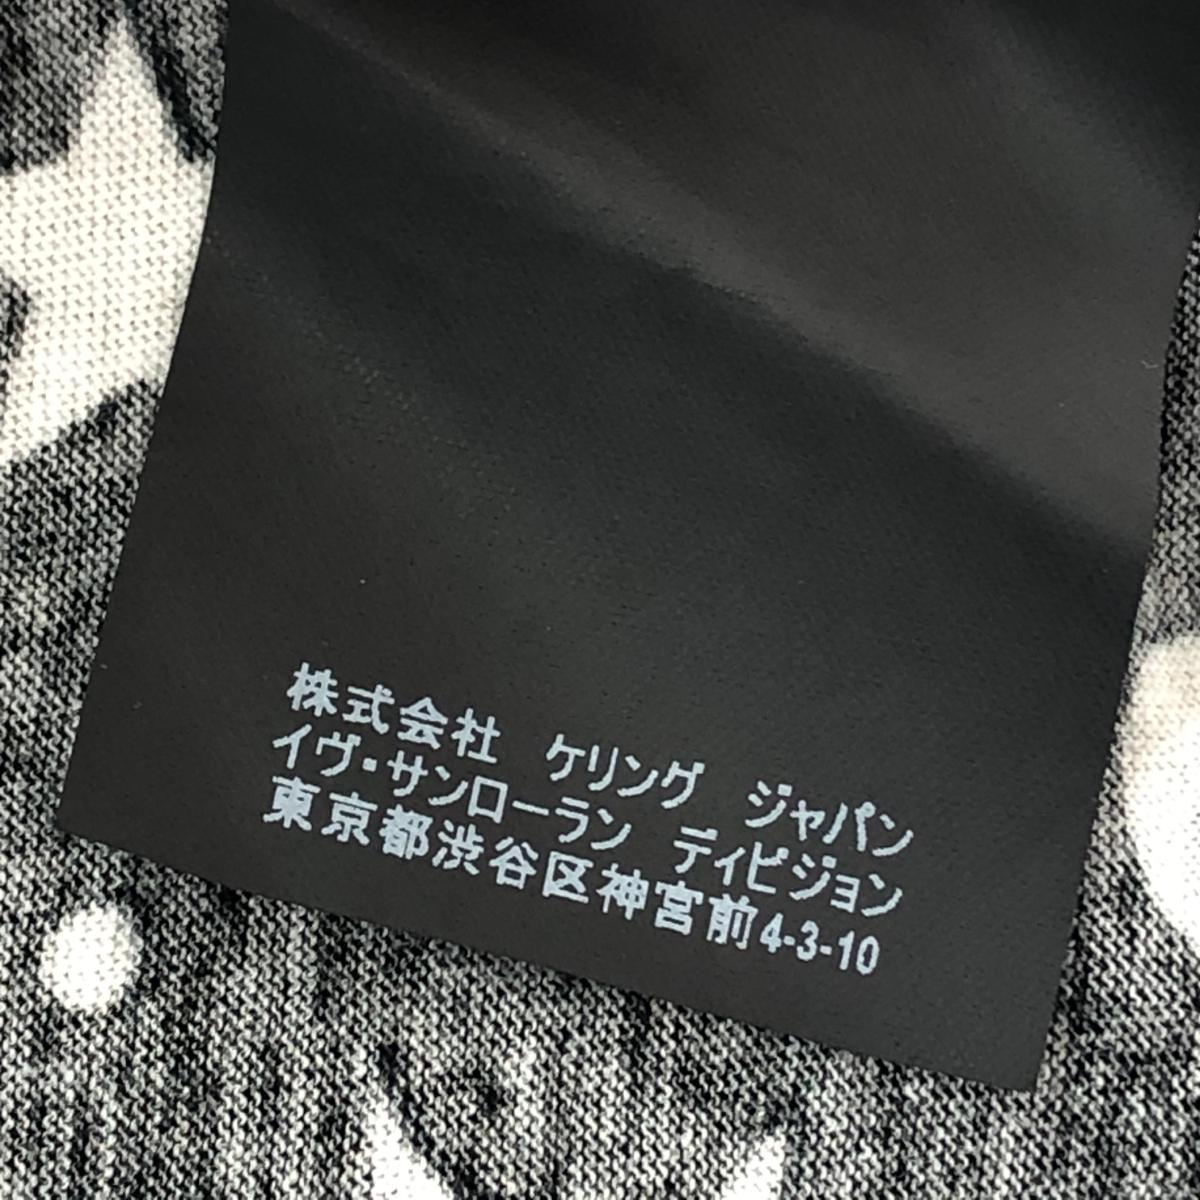 株式会社 ケリング ジャパン
イヴ・サンローラン ディビジョン
東京都渋谷区神宮前4-3-10